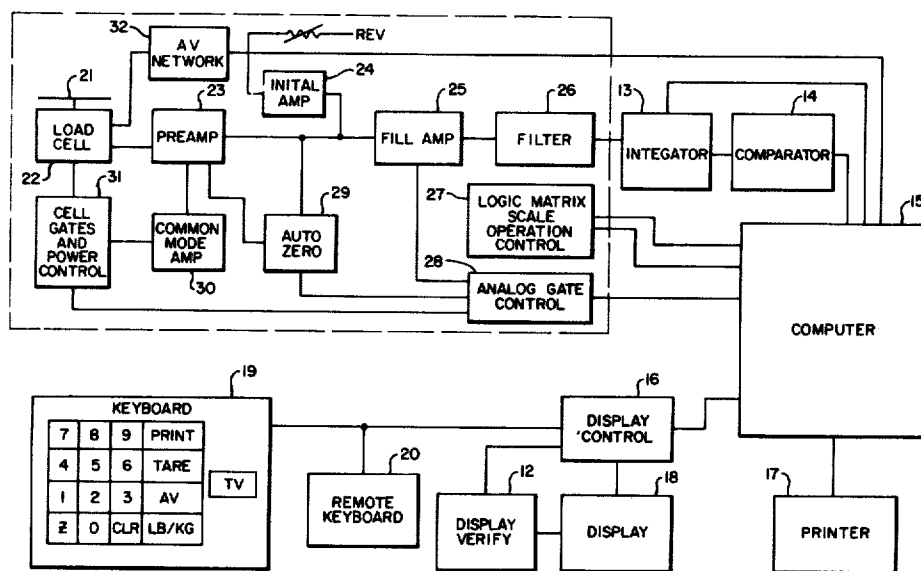 32
AV
NETWORK
REV
24
INITAL
AMP
21
LOAD
CELL
22
23
PREAMP
25
FILL AMP
26
FILTER
13
INTEGATOR
14
COMPARATOR
15
COMPUTER
31
CELL
GATES
AND
POWER
CONTROL
COMMON
MODE
AMP
30
29
AUTO
ZERO
27
LOGIC MATRIX
SCALE
OPERATION
CONTROL
28
ANALOG GATE
CONTROL
19
KEYBOARD
7 8 9 PRINT
4 5 6 TARE
1 2 3 AV
Z 0 CLR LB/KG
TV
20
REMOTE
KEYBOARD
16
DISPLAY
CONTROL
12
DISPLAY
VERIFY
18
DISPLAY
17
PRINTER